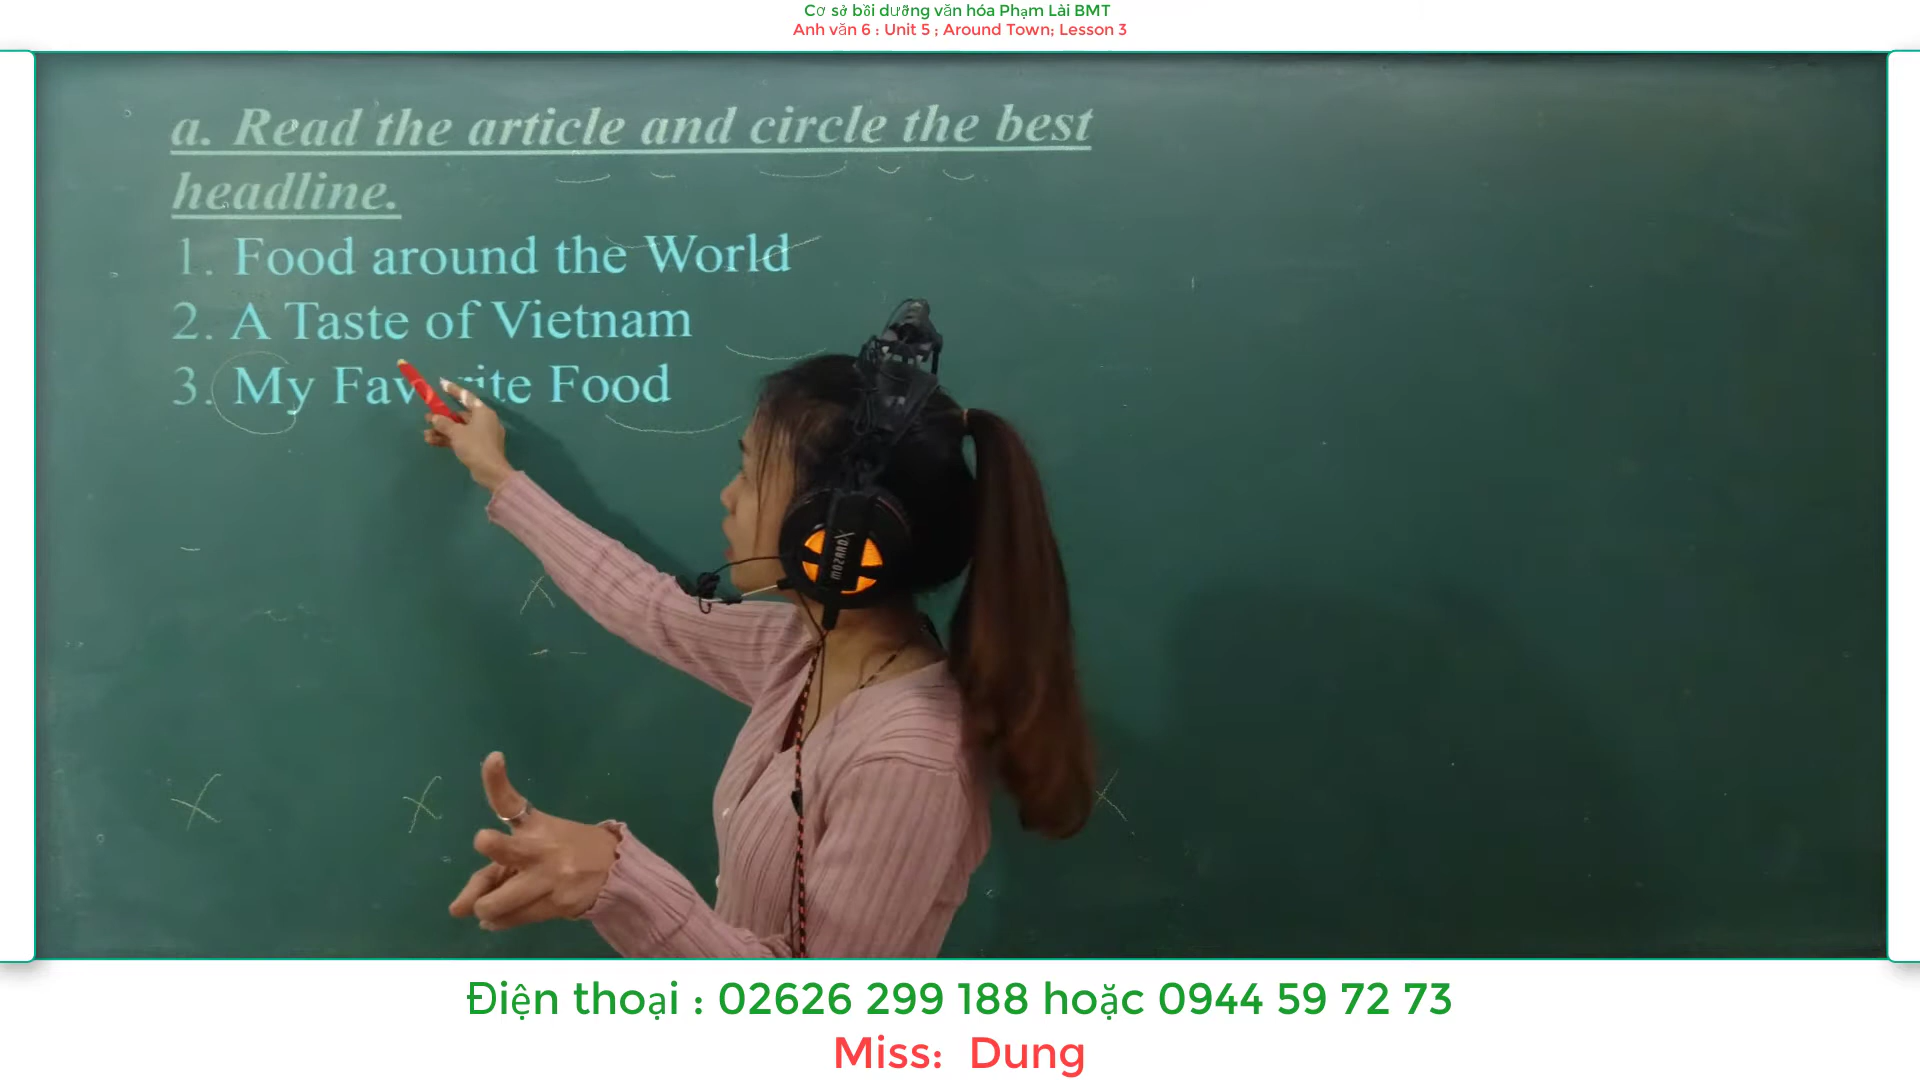 Cơ sở bồi dưỡng văn hóa Phạm Lài BMT
Anh văn 6 : Unit 5 ; Around Town; Lesson 3
a. Read the article and circle the best
headline.
1. Food around the World
2. A Taste of Vietnam
3. My Favorite Food
MOZARDX
Điện thoại : 02626 299 188 hoặc 0944 59 72 73
Miss: Dung